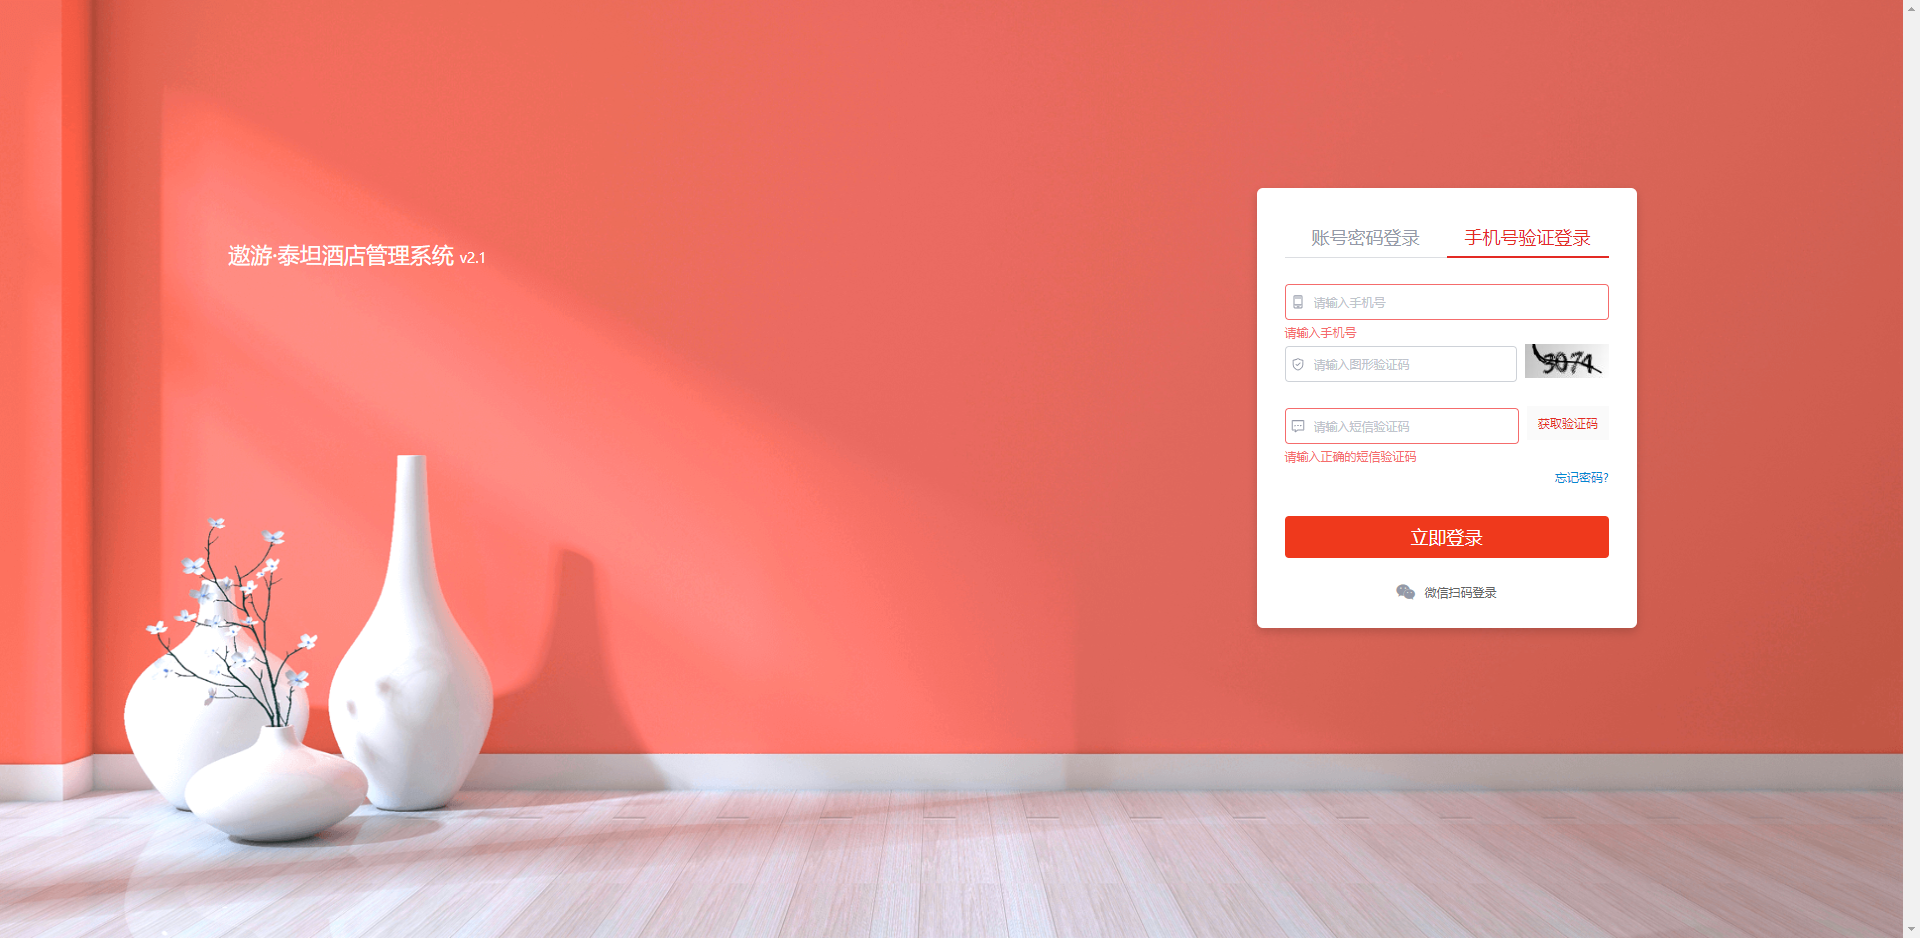 遨游·泰坦酒店管理系统 v2.1
账号密码登录 手机号验证登录
请输入手机号
请输入手机号
请输入图形验证码 3074
请输入短信验证码 获取验证码
请输入正确的短信验证码
忘记密码?
立即登录
微信扫码登录